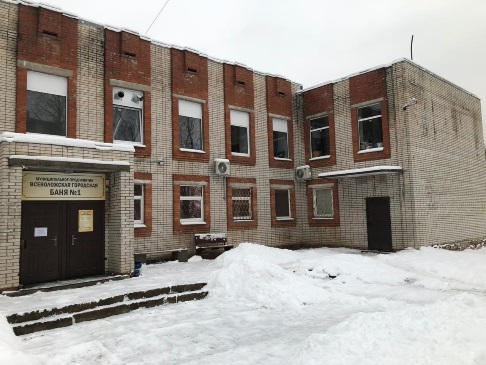 МУНИЦИПАЛЬНОЕ ПРЕДПРИЯТИЕ
ВСЕВОЛОЖСКАЯ ГОРОДСКАЯ
БАНЯ №1